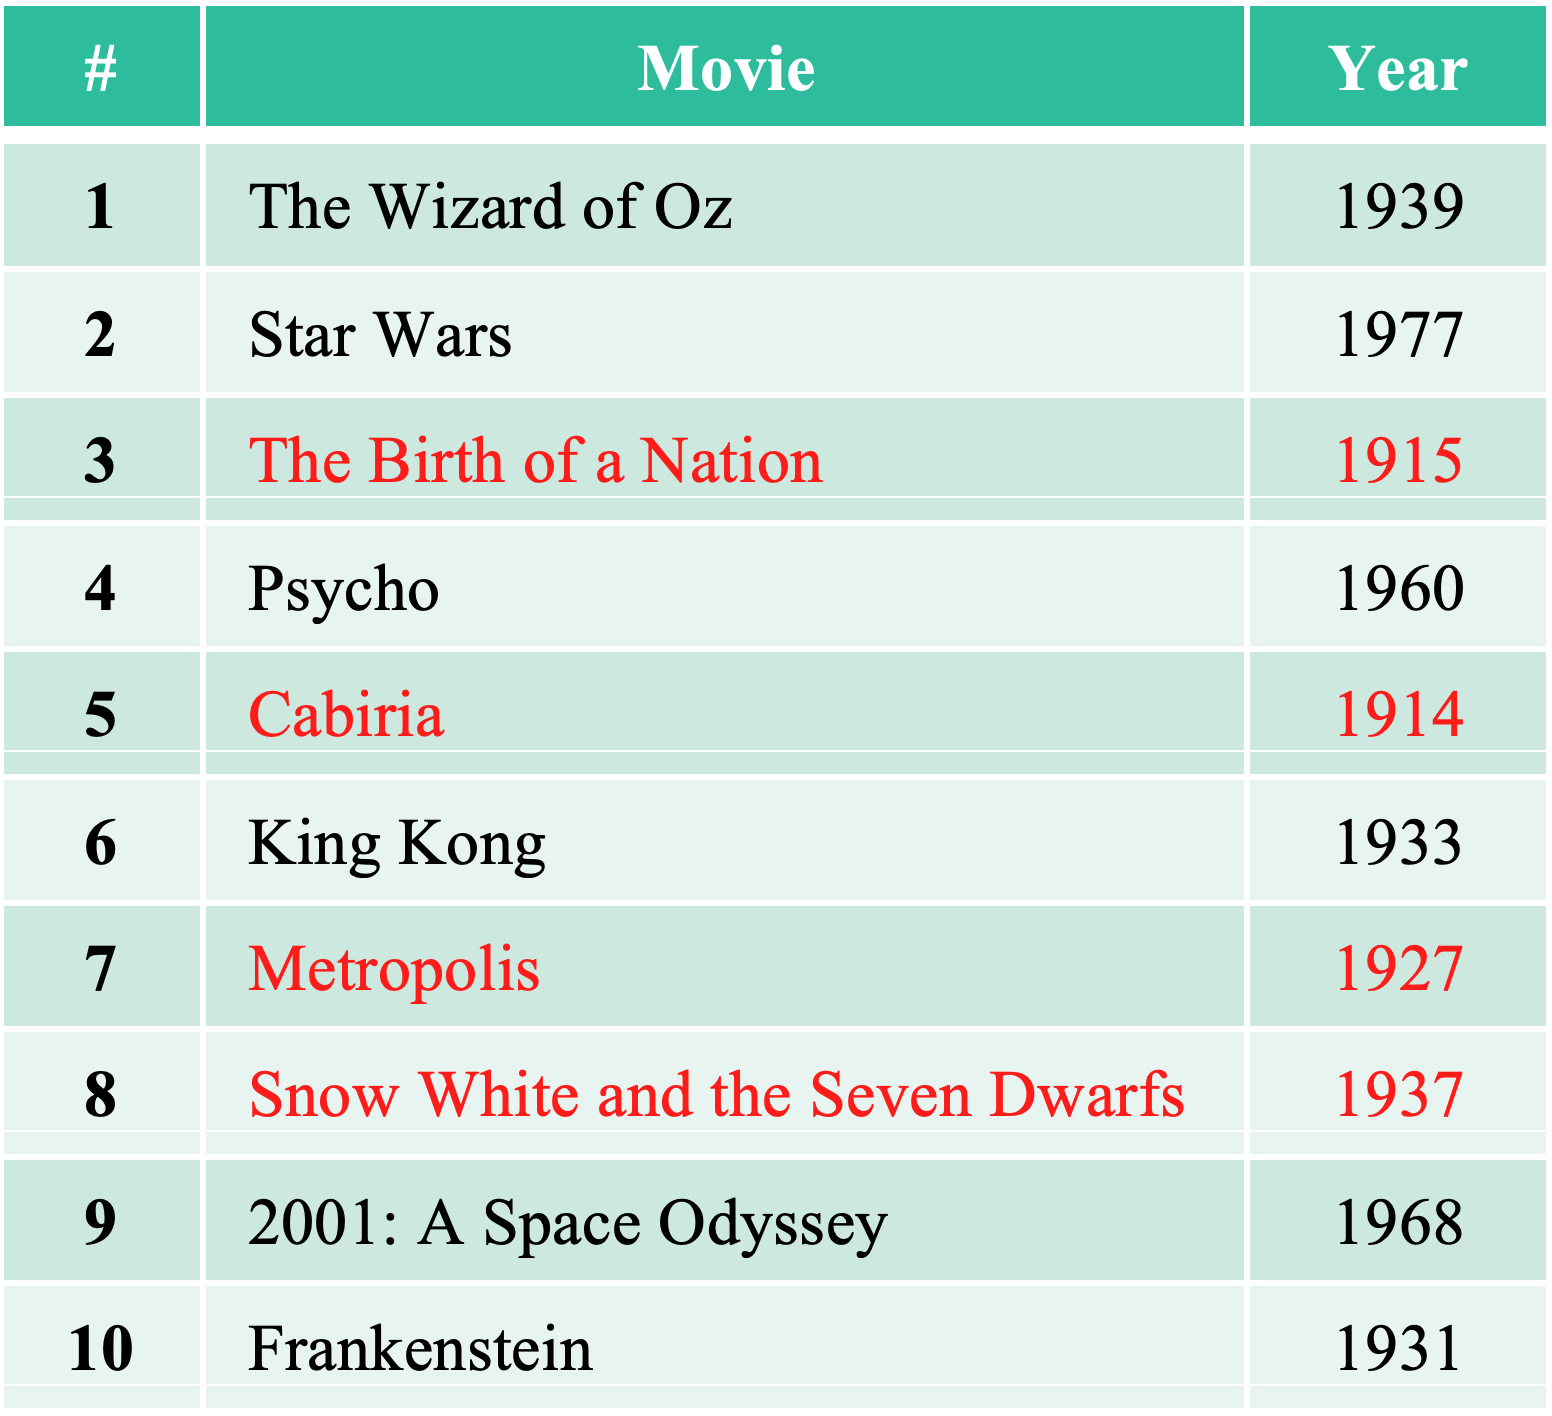 # Movie Year
1 The Wizard of Oz 1939
2 Star Wars 1977
3 The Birth of a Nation 1915
4 Psycho 1960
5 Cabiria 1914
6 King Kong 1933
7 Metropolis 1927
8 Snow White and the Seven Dwarfs 1937
9 2001: A Space Odyssey 1968
10 Frankenstein 1931